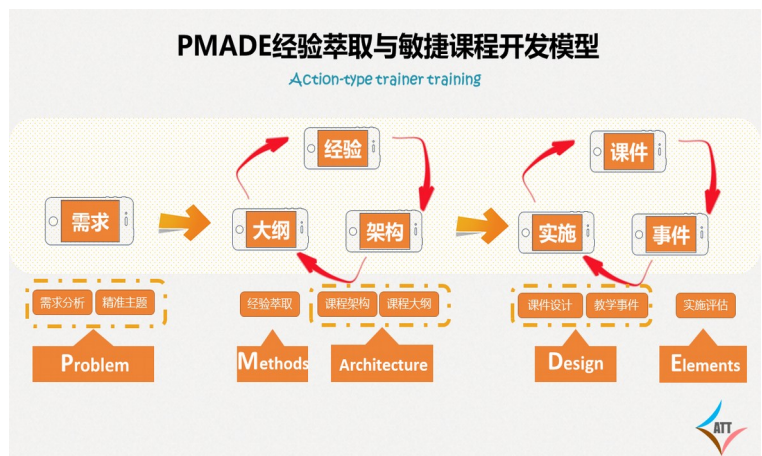 PMADE经验萃取与敏捷课程开发模型
Action-type trainer training
经验
课件
需求
大纲
架构
实施
事件
需求分析 精准主题
经验萃取
课程架构 课程大纲
课件设计 教学事件
实施评估
Problem
Methods
Architecture
Design
Elements
ATT